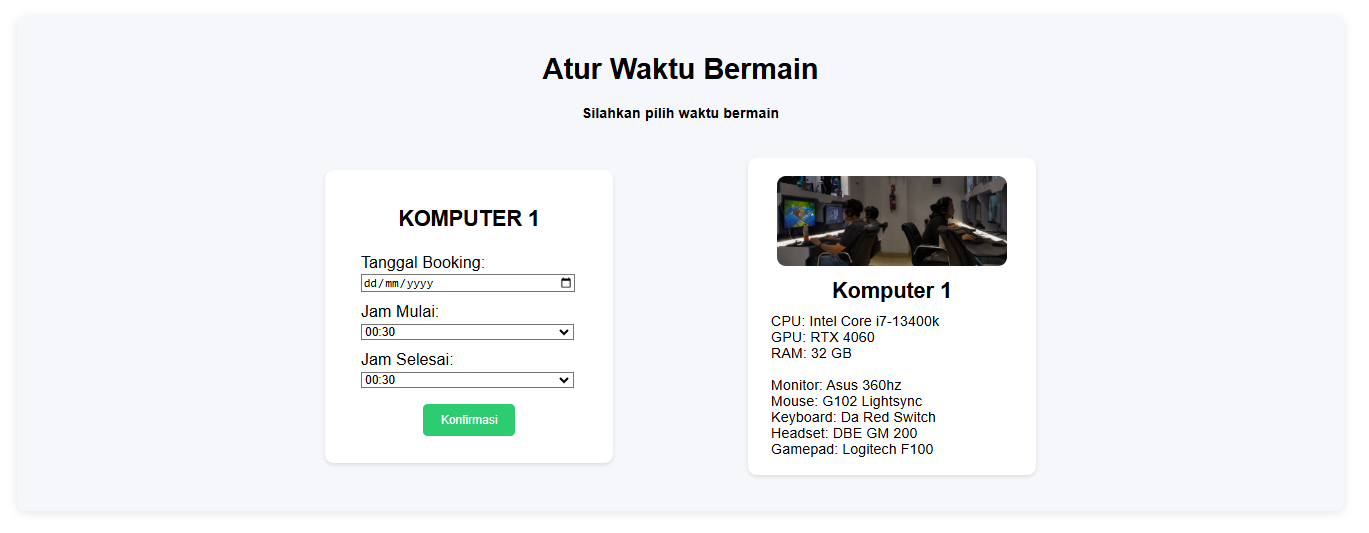 Atur Waktu Bermain
Silahkan pilih waktu bermain
KOMPUTER 1
Tanggal Booking:
dd/mm/yyyy
Jam Mulai:
00:30
Jam Selesai:
00:30
Konfirmasi
Komputer 1
CPU: Intel Core i7-13400k
GPU: RTX 4060
RAM: 32 GB
Monitor: Asus 360hz
Mouse: G102 Lightsync
Keyboard: Da Red Switch
Headset: DBE GM 200
Gamepad: Logitech F100